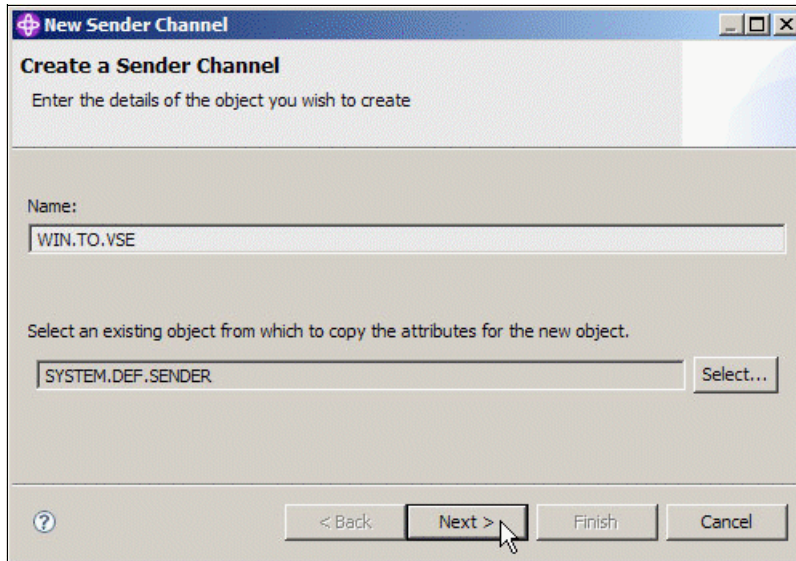 New Sender Channel
Create a Sender Channel
Enter the details of the object you wish to create
Name:
WIN.TO.VSE
Select an existing object from which to copy the attributes for the new object.
SYSTEM.DEF.SENDER
Select...
?
< Back
Next >
Finish
Cancel